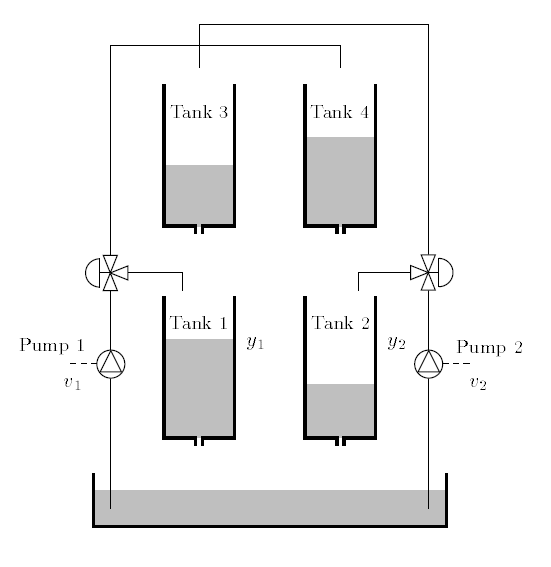 Tank 3
Tank 4
Tank 1
Tank 2
y₁
y₂
Pump 1
Pump 2
v₁
v₂